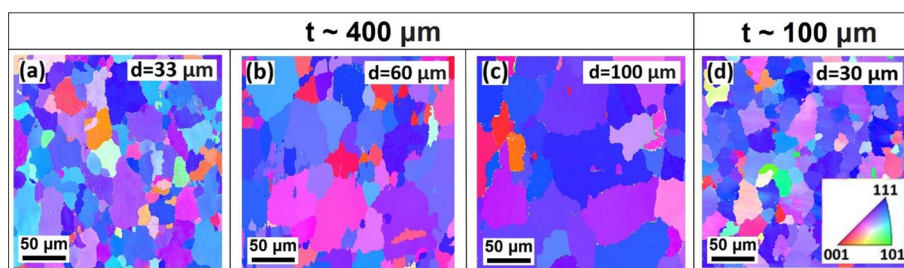 t ~ 400 µm
t ~ 100 µm
(a) d=33 µm
(b) d=60 µm
(c) d=100 µm
(d) d=30 µm
50 µm
50 µm
50 µm
50 µm
111
001 101